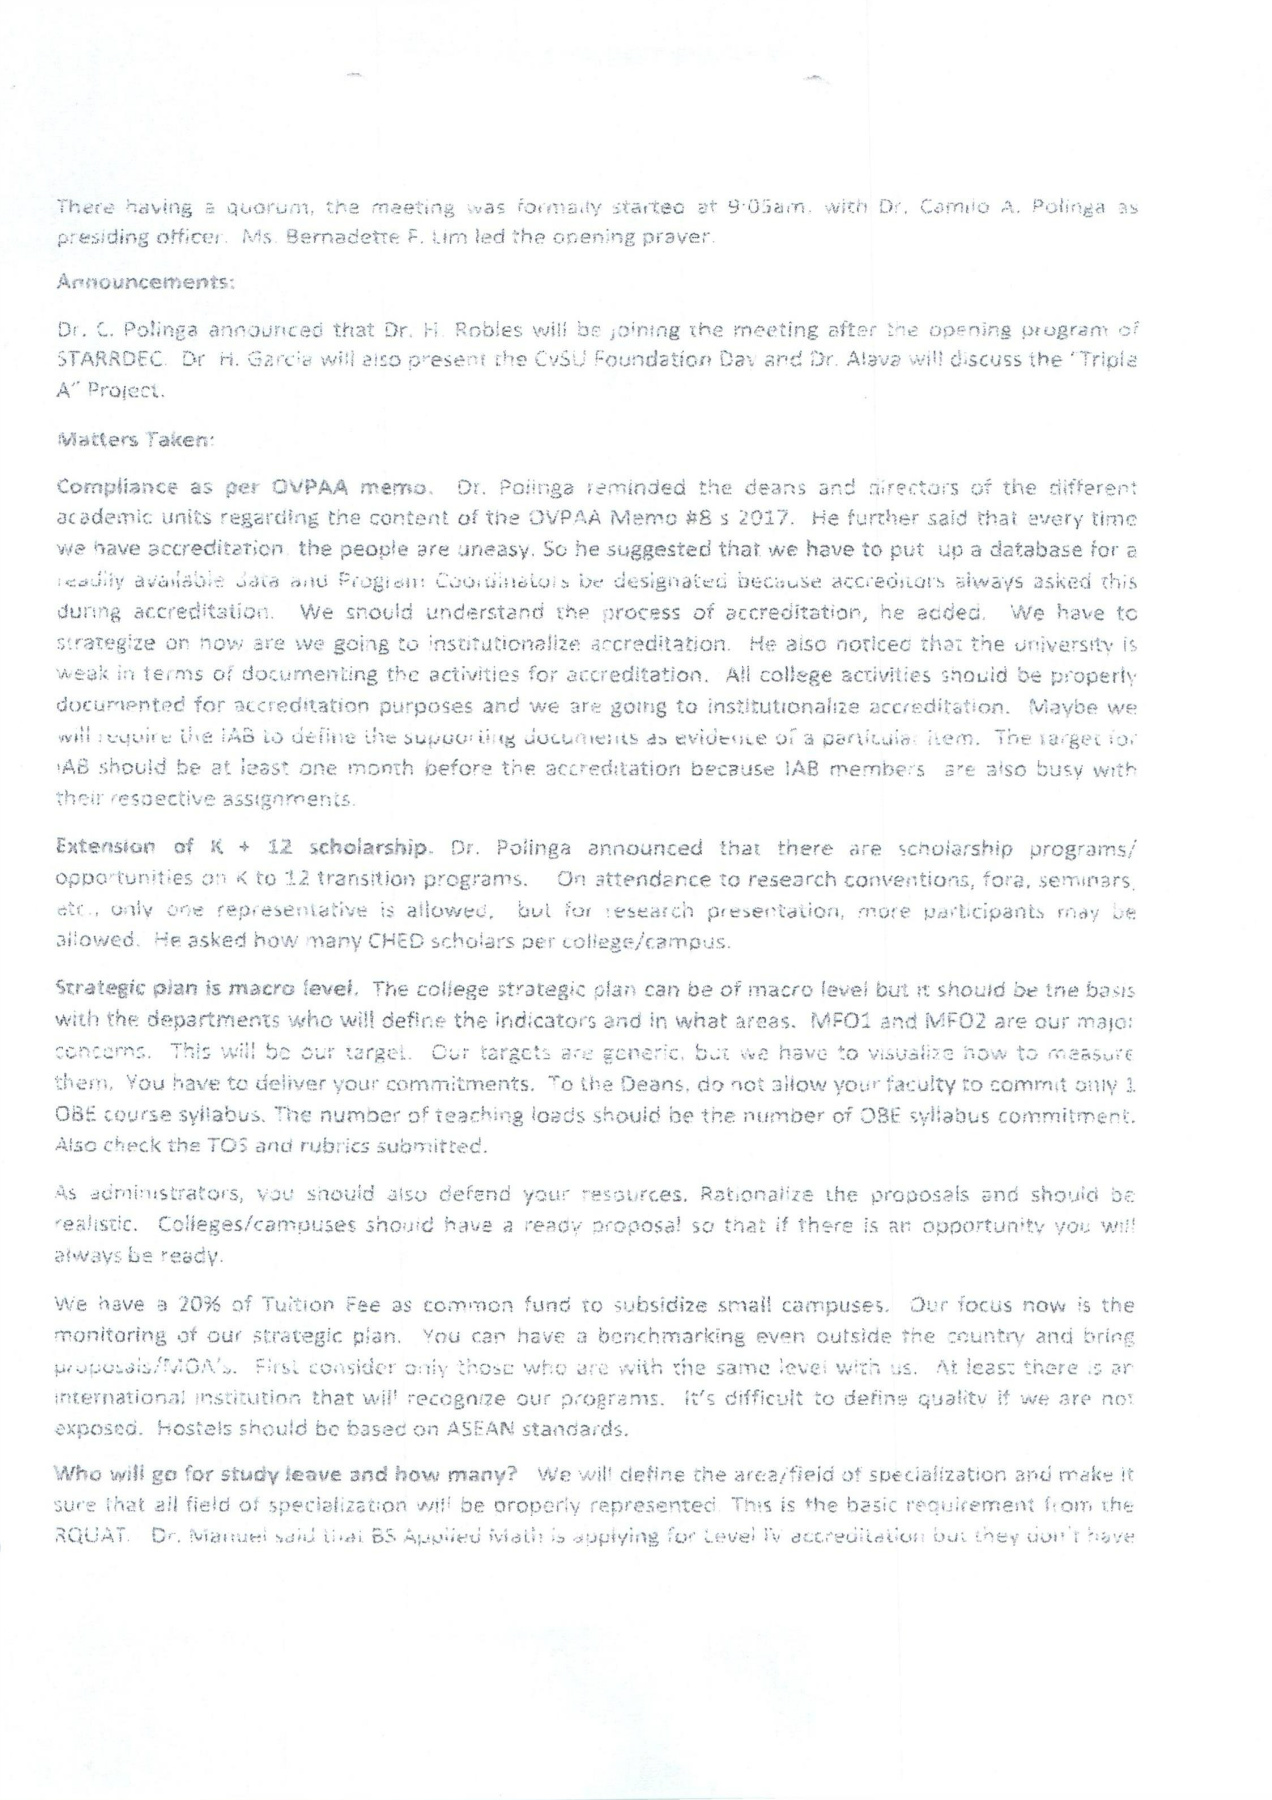 There having a quorum, the meeting was formally started at 9:05am. with Dr. Camilo A. Polinga as
presiding officer. Ms. Bernadette F. Lim led the opening prayer.
Announcements:
Dr. C. Polinga announced that Dr. H. Robles will be joining the meeting after the opening program of
STARRDEC. Dr H. Garcia will also present the CvSU Foundation Day and Dr. Alava will discuss the "Triple
A" Project.
Matters Taken:
Compliance as per OVPAA memo. Dr. Polinga reminded the deans and directors of the different
academic units regarding the content of the OVPAA Memo #8 s 2017. He further said that every time
we have accreditation the people are uneasy. So he suggested that we have to put up a database for a
readily available data and Program Coordinators be designated because accreditors always asked this
during accreditation. We should understand the process of accreditation, he added. We have to
strategize on how are we going to institutionalize accreditation. He also noticed that the university is
weak in terms of documenting the activities for accreditation. All college activities should be properly
documented for accreditation purposes and we are going to institutionalize accreditation. Maybe we
will require the IAB to define the supporting documents as evidence of a particular item. The target for
IAB should be at least one month before the accreditation because IAB members are also busy with
their respective assignments.
Extension of K + 12 scholarship. Dr. Polinga announced that there are scholarship programs/
opportunities on K to 12 transition programs. On attendance to research conventions, fora, seminars,
etc., only one representative is allowed, but for research presentation, more participants may be
allowed. He asked how many CHED scholars per college/campus.
Strategic plan is macro level. The college strategic plan can be of macro level but it should be the basis
with the departments who will define the indicators and in what areas. MFO1 and MFO2 are our major
concerns. This will be our target. Our targets are generic, but we have to visualize how to measure
them. You have to deliver your commitments. To the Deans, do not allow your faculty to commit only 1
OBE course syllabus. The number of teaching loads should be the number of OBE syllabus commitment.
Also check the TOS and rubrics submitted.
As administrators, you should also defend your resources. Rationalize the proposals and should be
realistic. Colleges/campuses should have a ready proposal so that if there is an opportunity you will
always be ready.
We have a 20% of Tuition Fee as common fund to subsidize small campuses. Our focus now is the
monitoring of our strategic plan. You can have a benchmarking even outside the country and bring
proposals/MOA's. First consider only those who are with the same level with us. At least there is an
international institution that will recognize our programs. It's difficult to define quality if we are not
exposed. Hostels should be based on ASEAN standards.
Who will go for study leave and how many? We will define the area/field of specialization and make it
sure that all field of specialization will be properly represented. This is the basic requirement from the
RQUAT. Dr. Manuel said that BS Applied Math is applying for Level IV accreditation but they don't have